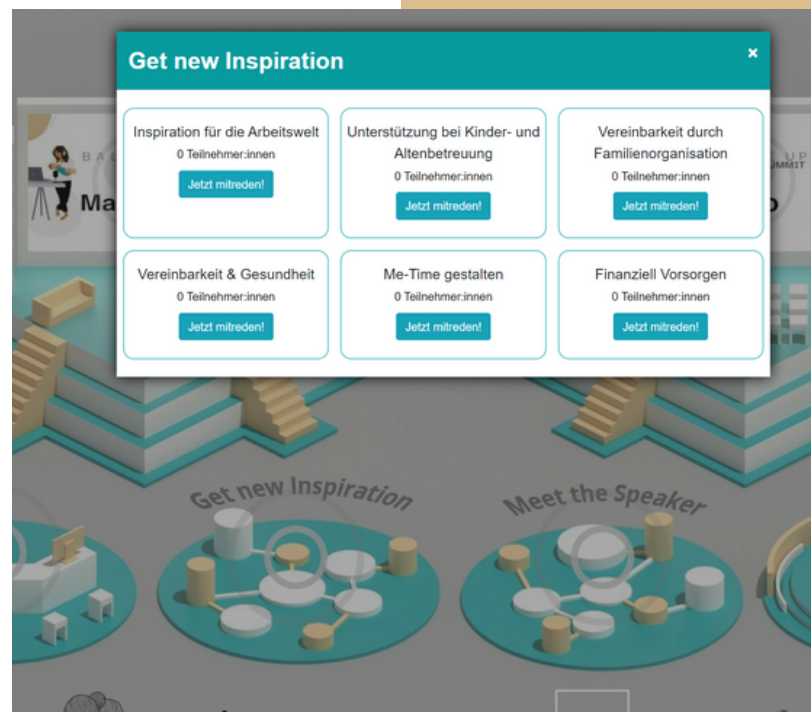 Get new Inspiration
×
Inspiration für die Arbeitswelt
0 Teilnehmer:innen
Jetzt mitreden!
Unterstützung bei Kinder- und
Altenbetreuung
0 Teilnehmer:innen
Jetzt mitreden!
Vereinbarkeit durch
Familienorganisation
0 Teilnehmer:innen
Jetzt mitreden!
Vereinbarkeit & Gesundheit
0 Teilnehmer:innen
Jetzt mitreden!
Me-Time gestalten
0 Teilnehmer:innen
Jetzt mitreden!
Finanziell Vorsorgen
0 Teilnehmer:innen
Jetzt mitreden!
BAL
Ma
UP
Get new Inspiration
Meet the Speaker